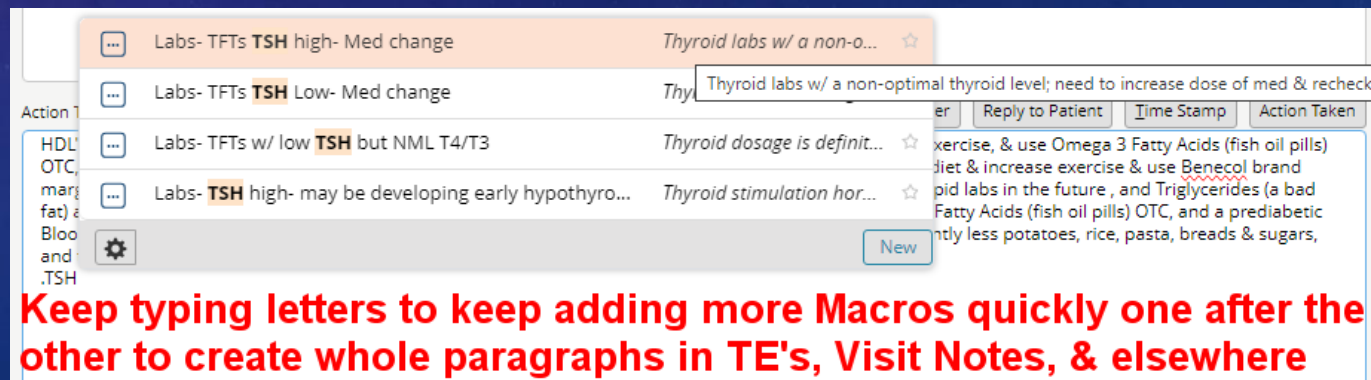 Labs- TFTs TSH high- Med change Thyroid labs w/ a non-o...
Labs- TFTs TSH Low- Med change
Thyroid labs w/ a non-optimal thyroid level; need to increase dose of med & recheck
Labs- TFTs w/ low TSH but NML T4/T3 Thyroid dosage is definit...
Labs- TSH high- may be developing early hypothyro... Thyroid stimulation hor...
New
Reply to Patient Time Stamp Action Taken
HDL
OTC,
exercise, & use Omega 3 Fatty Acids (fish oil pills)
diet & increase exercise & use Benecol brand
labs in the future , and Triglycerides (a bad
fat)
Fatty Acids (fish oil pills) OTC, and a prediabetic
less potatoes, rice, pasta, breads & sugars,
and
.TSH
Keep typing letters to keep adding more Macros quickly one after the
other to create whole paragraphs in TE's, Visit Notes, & elsewhere